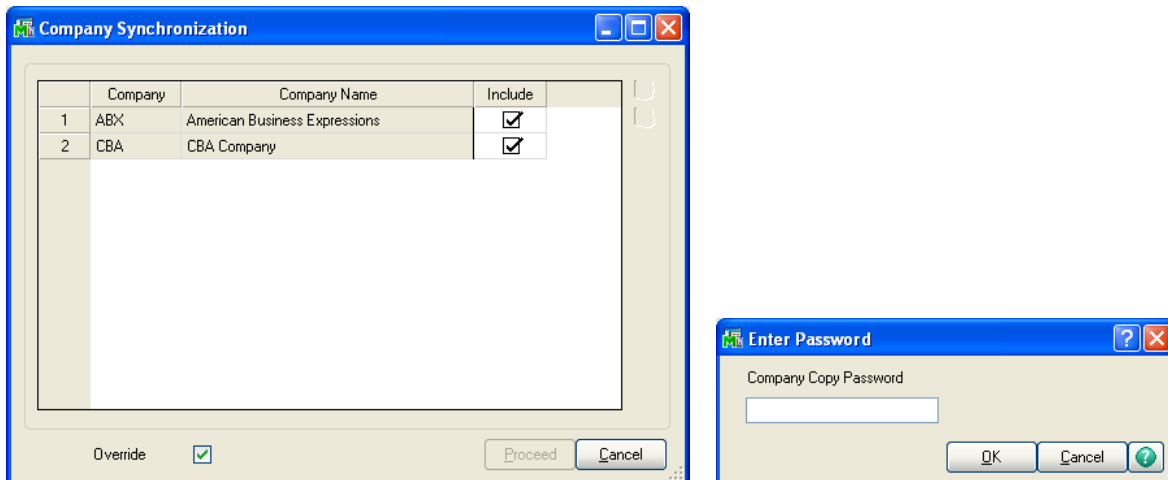 Company Synchronization
Company Company Name Include
1 ABX American Business Expressions
2 CBA CBA Company
Override Proceed Cancel
Enter Password
Company Copy Password
OK Cancel